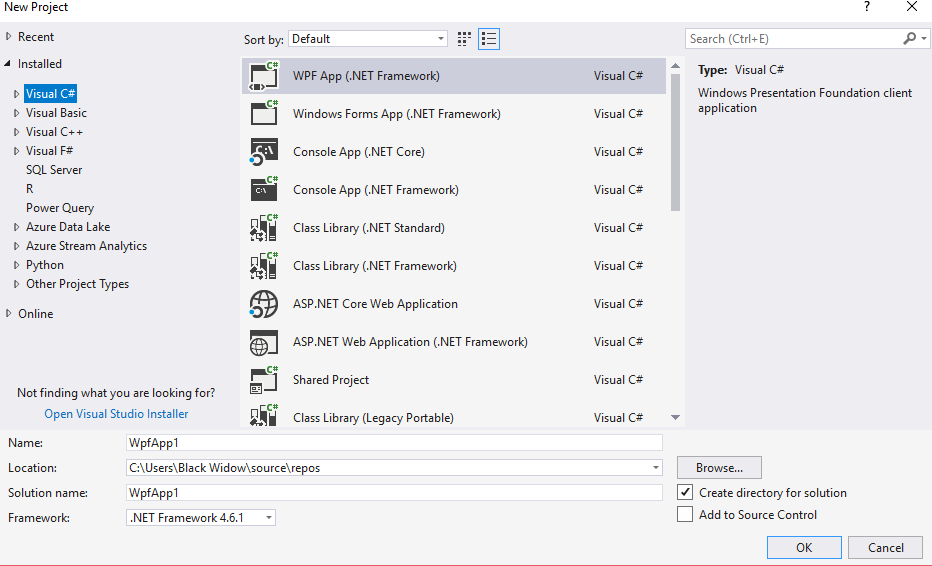 New Project
? ×
Recent
Installed
Visual C#
Visual Basic
Visual C++
Visual F#
SQL Server
R
Power Query
Azure Data Lake
Azure Stream Analytics
Python
Other Project Types
Online
Not finding what you are looking for?
Open Visual Studio Installer
Sort by: Default
WPF App (.NET Framework) Visual C#
Windows Forms App (.NET Framework) Visual C#
Console App (.NET Core) Visual C#
Console App (.NET Framework) Visual C#
Class Library (.NET Standard) Visual C#
Class Library (.NET Framework) Visual C#
ASP.NET Core Web Application Visual C#
ASP.NET Web Application (.NET Framework) Visual C#
Shared Project Visual C#
Class Library (Legacy Portable) Visual C#
Search (Ctrl+E)
Type: Visual C#
Windows Presentation Foundation client
application
Name: WpfApp1
Location: C:\Users\Black Widow\source\repos Browse...
Solution name: WpfApp1 Create directory for solution
Framework: .NET Framework 4.6.1 Add to Source Control
OK Cancel